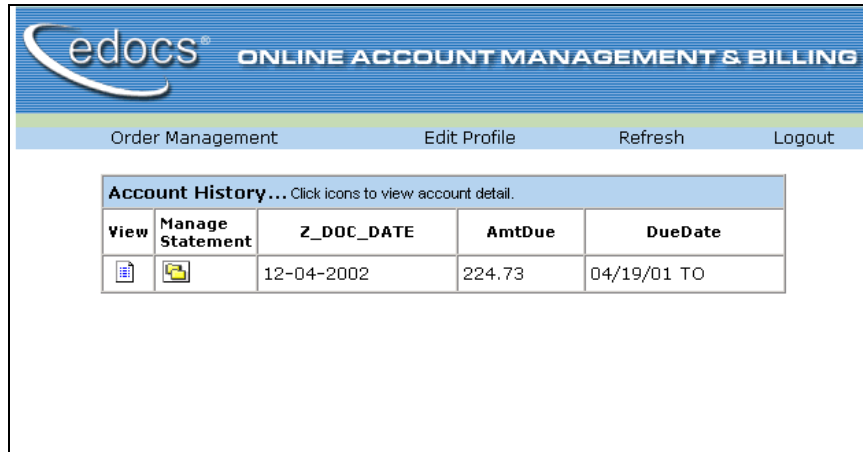 edocs® ONLINE ACCOUNT MANAGEMENT & BILLING
Order Management Edit Profile Refresh Logout
Account History... Click icons to view account detail.
View Manage Statement Z_DOC_DATE AmtDue DueDate
12-04-2002 224.73 04/19/01 TO